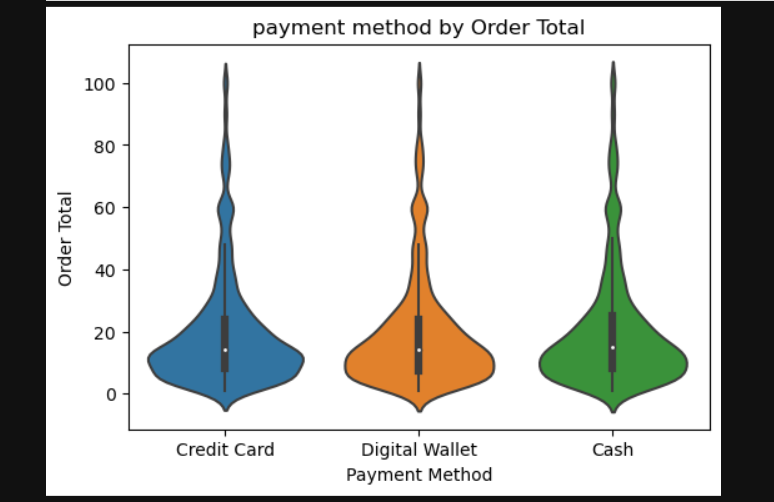 payment method by Order Total
Order Total
100
80
60
40
20
0
Credit Card
Digital Wallet
Cash
Payment Method